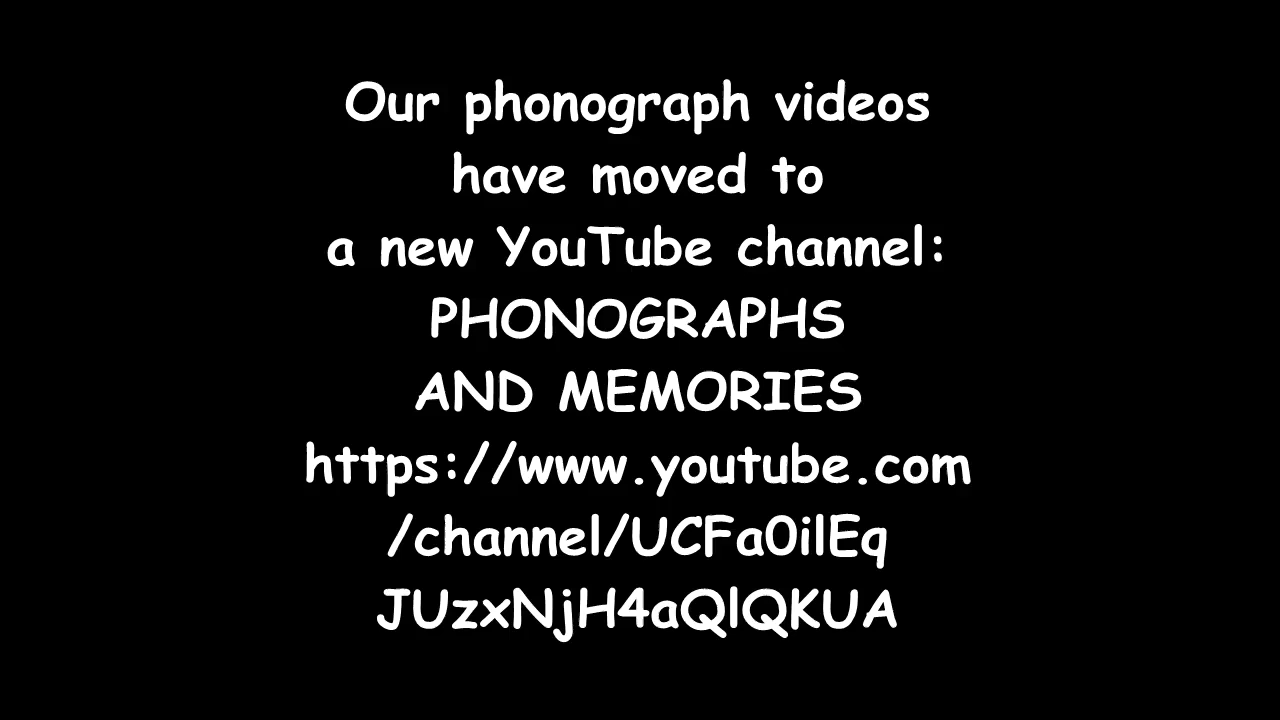 Our phonograph videos
have moved to
a new YouTube channel:
PHONOGRAPHS
AND MEMORIES
https://www.youtube.com
/channel/UCFa0ilEq
JUzxNjH4aQlQKUA